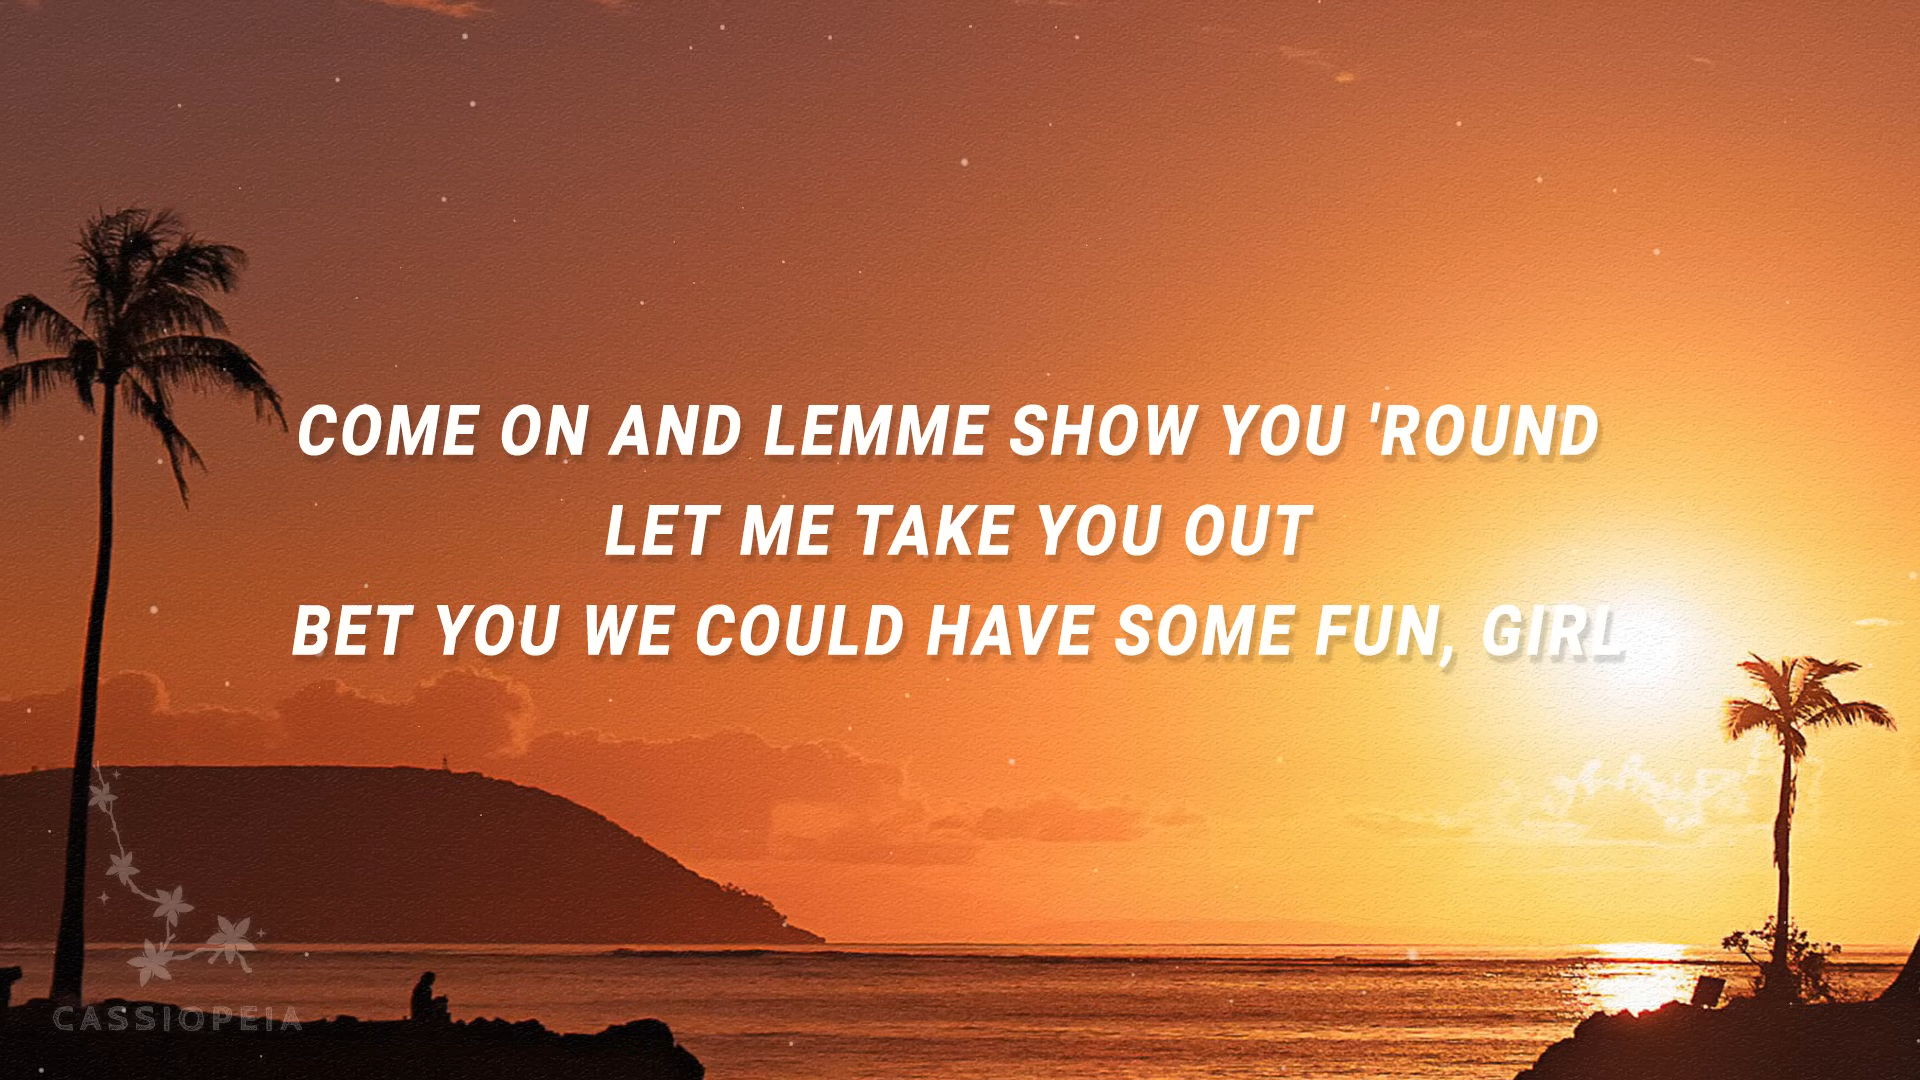 COME ON AND LEMME SHOW YOU 'ROUND
LET ME TAKE YOU OUT
BET YOU WE COULD HAVE SOME FUN, GIRL
CASSIOPEIA